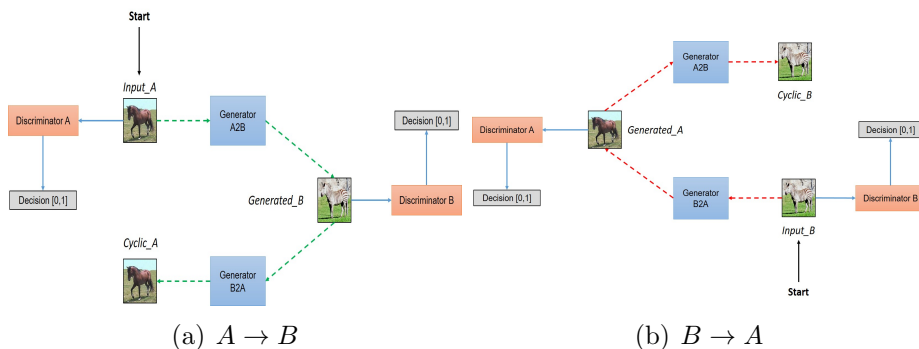 Start
Input_A
Discriminator A
Generator
A2B
Decision [0,1]
Decision [0,1]
Generated_B
Discriminator B
Cyclic_A
Generator
B2A
(a) A → B
Generator
A2B
Cyclic_B
Discriminator A
Generated_A
Decision [0,1]
Decision [0,1]
Generator
B2A
Discriminator B
Input_B
Start
(b) B → A